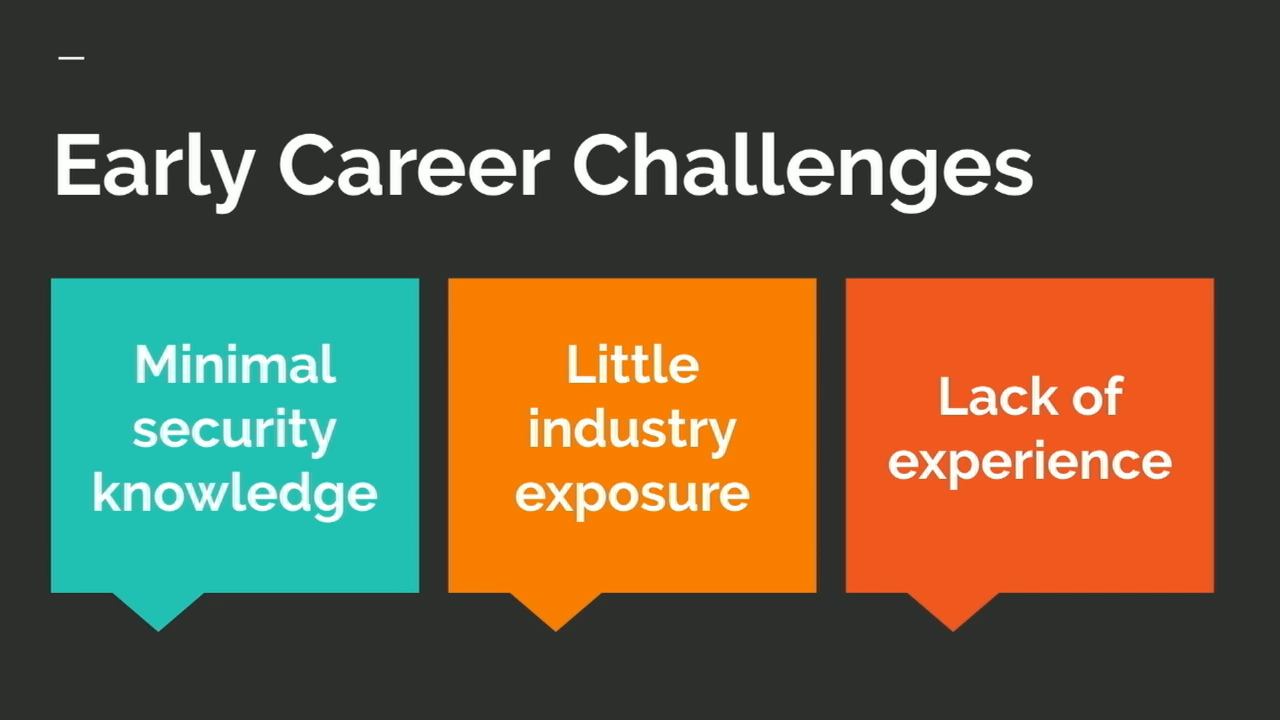 Early Career Challenges
Minimal
security
knowledge
Little
industry
exposure
Lack of
experience